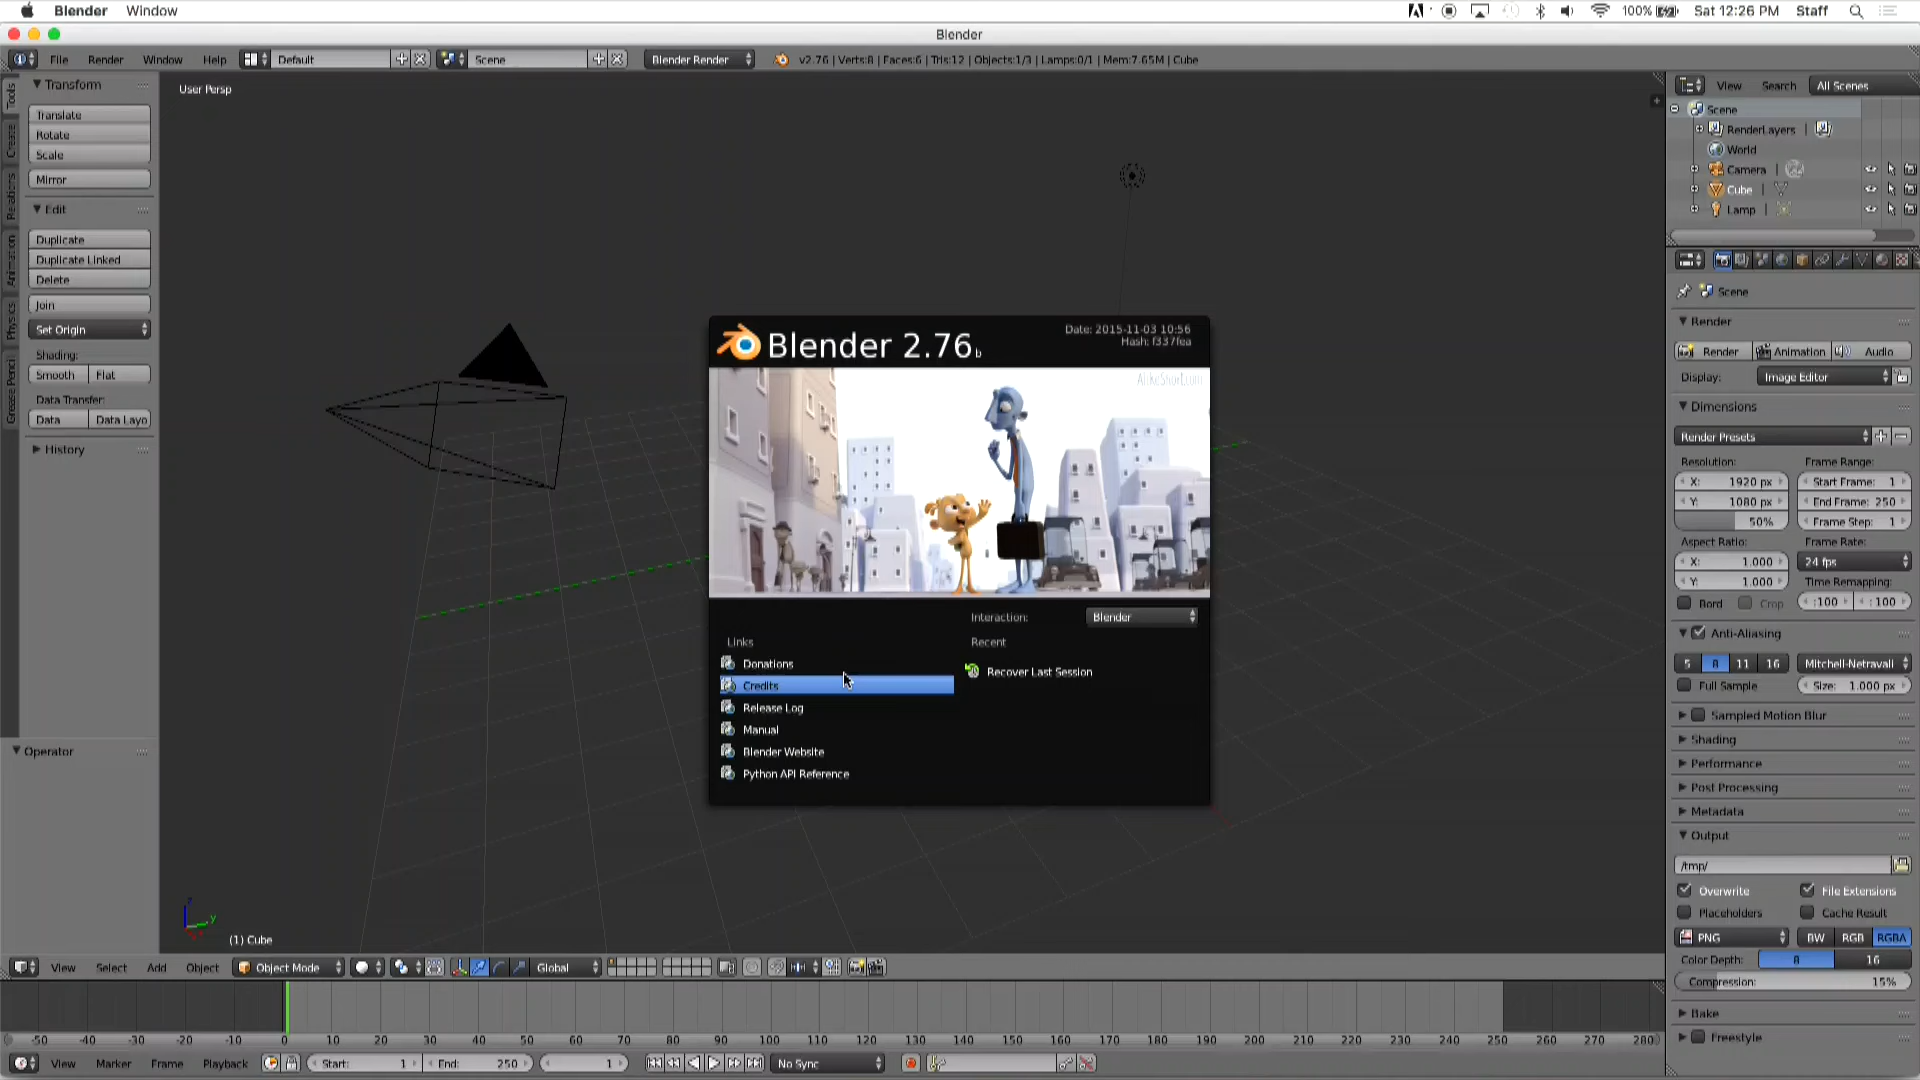 Blender Window
100% Sat 12:26 PM Staff
Blender
File Render Window Help Default Scene Blender Render v2.76 | Verts:8 | Faces:6 | Tris:12 | Objects:1/3 | Lamps:0/1 | Mem:7.65M | Cube
Tools
Create
Relations
Animation
Physics
Grease Pencil
Transform
Translate
Rotate
Scale
Mirror
Edit
Duplicate
Duplicate Linked
Delete
Join
Set Origin
Shading:
Smooth Flat
Data Transfer:
Data Data Layo
History
Operator
User Persp
(1) Cube
Blender 2.76b
Date: 2015-11-03 10:56
Hash: f337fea
Interaction: Blender
Links
Donations
Credits
Release Log
Manual
Blender Website
Python API Reference
Recent
Recover Last Session
View Search All Scenes
Scene
RenderLayers
World
Camera
Cube
Lamp
Scene
Render
Render Animation Audio
Display: Image Editor
Dimensions
Render Presets
Resolution: Frame Range:
X: 1920 px Start Frame: 1
Y: 1080 px End Frame: 250
50% Frame Step: 1
Aspect Ratio: Frame Rate:
X: 1.000 24 fps
Y: 1.000 Time Remapping:
Bord Crop :100 :100
Anti-Aliasing
5 8 11 16 Mitchell-Netravali
Full Sample Size: 1.000 px
Sampled Motion Blur
Shading
Performance
Post Processing
Metadata
Output
/tmp/
Overwrite File Extensions
Placeholders Cache Result
PNG BW RGB RGBA
Color Depth: 8 16
Compression: 15%
Bake
Freestyle
View Select Add Object Object Mode Global
-50 -40 -30 -20 -10 0 10 20 30 40 50 60 70 80 90 100 110 120 130 140 150 160 170 180 190 200 210 220 230 240 250 260 270 280
View Marker Frame Playback Start: 1 End: 250 1 No Sync